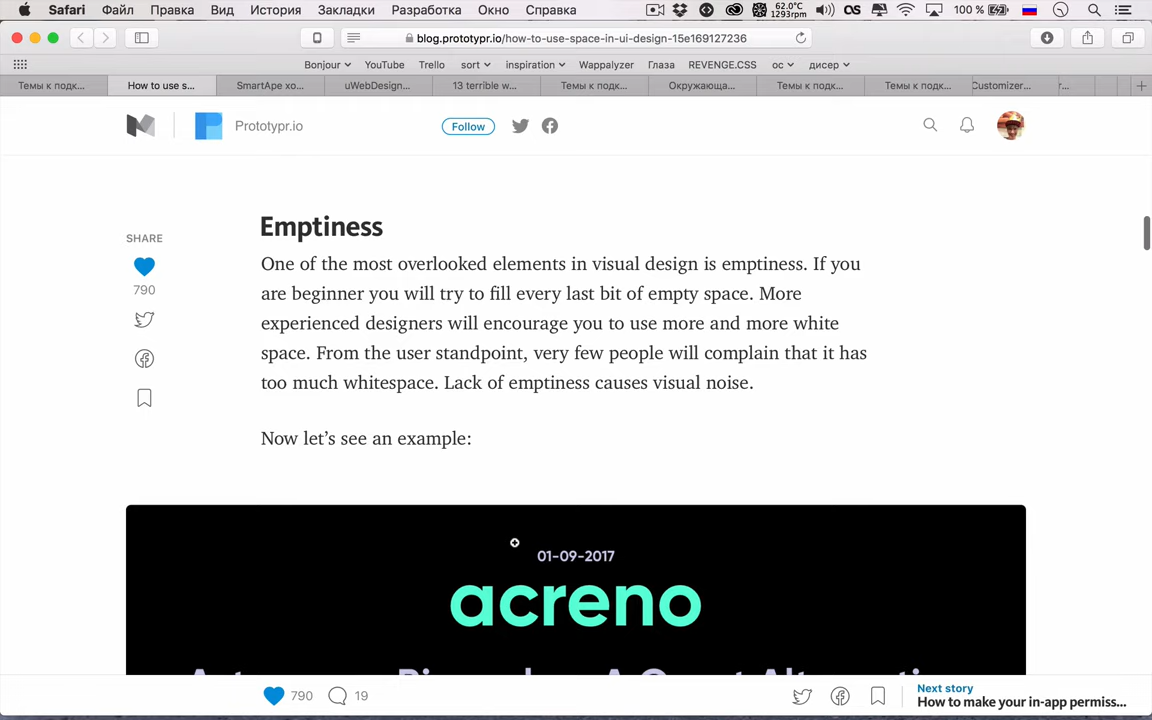 Safari Файл Правка Вид История Закладки Разработка Окно Справка 62.0°C 1293rpm 100 %
blog.prototypr.io/how-to-use-space-in-ui-design-15e169127236
Bonjour YouTube Trello sort inspiration Wappalyzer Глаза REVENGE.CSS ос дисер
Темы к подк... How to use s... SmartApe хо... uWebDesign... 13 terrible w... Темы к подк... Окружающа... Темы к подк... Темы к подк... Customizer...
Prototypr.io Follow
Emptiness
SHARE
790
One of the most overlooked elements in visual design is emptiness. If you
are beginner you will try to fill every last bit of empty space. More
experienced designers will encourage you to use more and more white
space. From the user standpoint, very few people will complain that it has
too much whitespace. Lack of emptiness causes visual noise.
Now let’s see an example:
01-09-2017
acreno
790 19
Next story
How to make your in-app permiss...